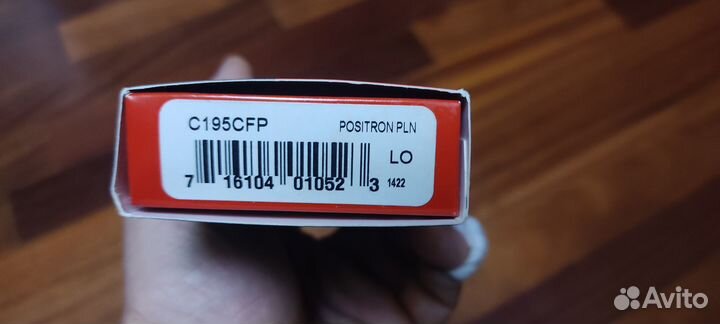 C195CFP POSITRON PLN
LO
7 16104 01052 3 1422
Avito